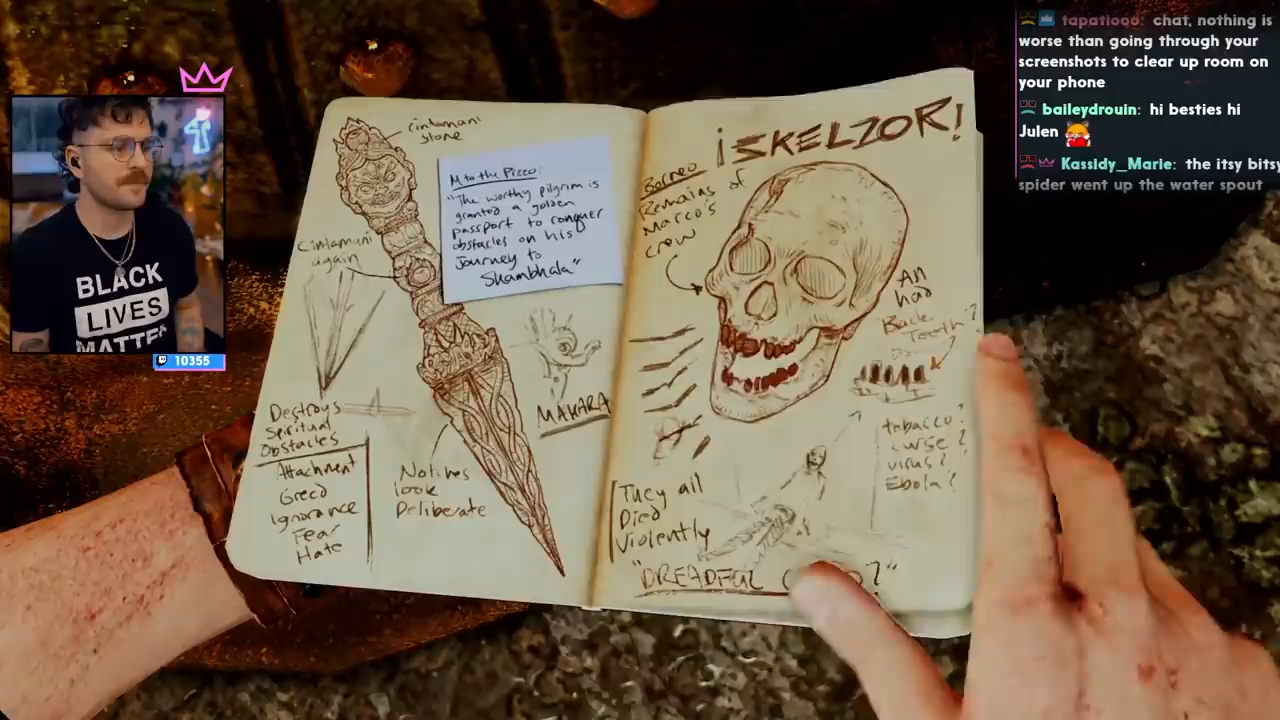 BLACK
LIVES
MATTER
10355
cintamani
stone
Cintamani
again
M to the Picco
"The worthy pilgrim is
granted a golden
passport to conquer
obstacles on his
Journey to
Shambhala"
MAKARA
Destroys
Spiritual
Obstacles
Attachment
Greed
Ignorance
Fear
Hate
Notches
look
Deliberate
¡SKELZOR!
Borneo
Remains of
Marco's
crew
All
had
Black
Teeth?
tobacco?
curse?
virus?
Ebola?
They all
Died
Violently
"DREADFUL
tapatiooo: chat, nothing is
worse than going through your
screenshots to clear up room on
your phone
baileydrouin: hi besties hi
Julen
Kassidy_Marie: the itsy bitsy
spider went up the water spout